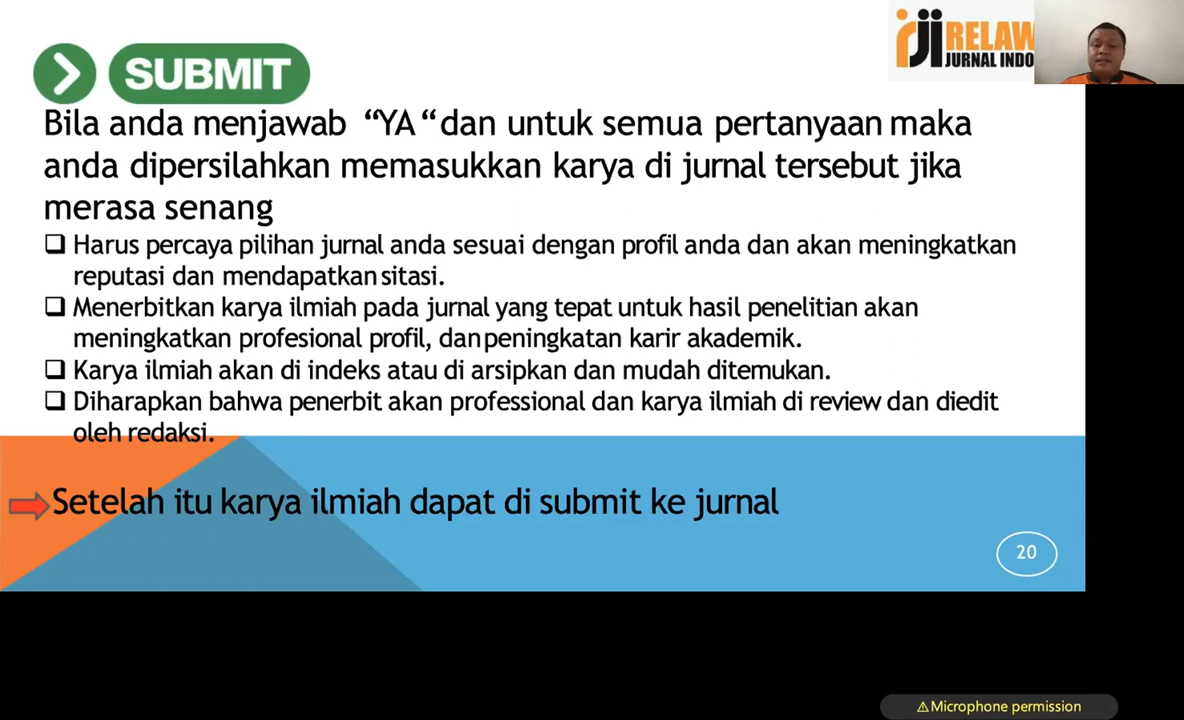 SUBMIT
RELAW
JURNAL INDO
Bila anda menjawab “YA“dan untuk semua pertanyaan maka
anda dipersilahkan memasukkan karya di jurnal tersebut jika
merasa senang
Harus percaya pilihan jurnal anda sesuai dengan profil anda dan akan meningkatkan
reputasi dan mendapatkan sitasi.
Menerbitkan karya ilmiah pada jurnal yang tepat untuk hasil penelitian akan
meningkatkan profesional profil, dan peningkatan karir akademik.
Karya ilmiah akan di indeks atau di arsipkan dan mudah ditemukan.
Diharapkan bahwa penerbit akan professional dan karya ilmiah di review dan diedit
oleh redaksi.
Setelah itu karya ilmiah dapat di submit ke jurnal
20
Microphone permission